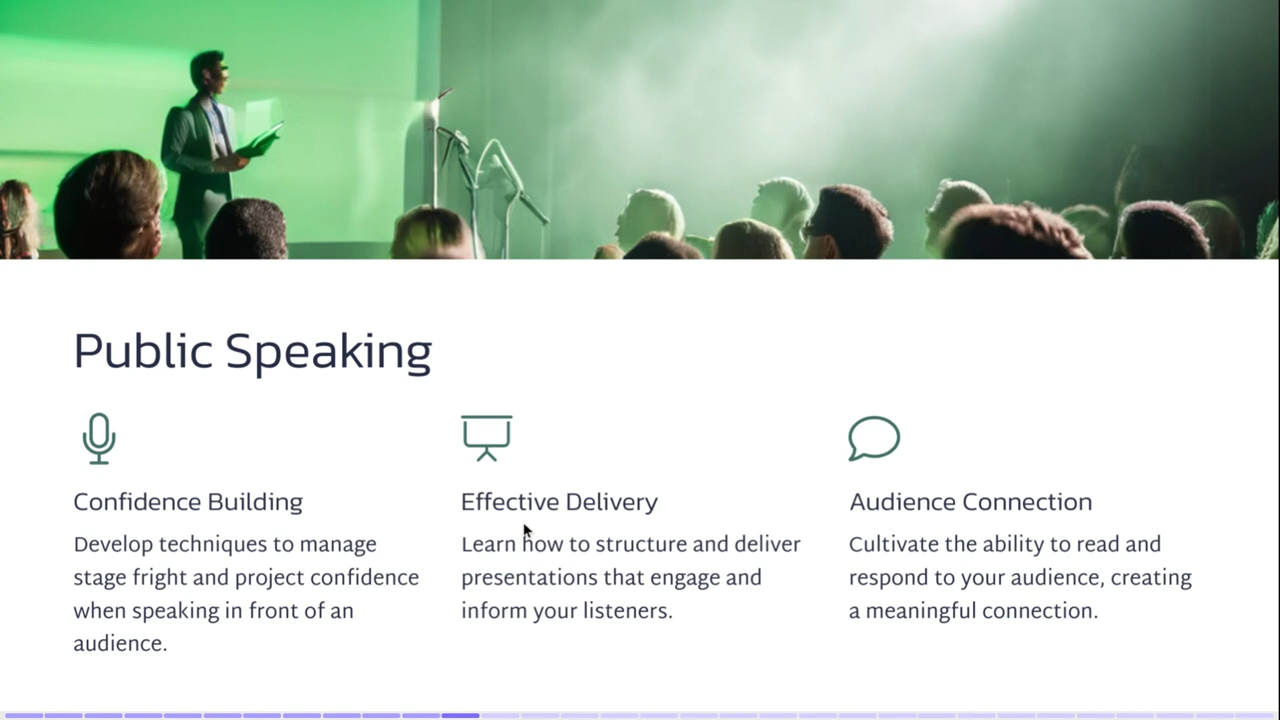 Public Speaking
Confidence Building
Develop techniques to manage
stage fright and project confidence
when speaking in front of an
audience.
Effective Delivery
Learn how to structure and deliver
presentations that engage and
inform your listeners.
Audience Connection
Cultivate the ability to read and
respond to your audience, creating
a meaningful connection.